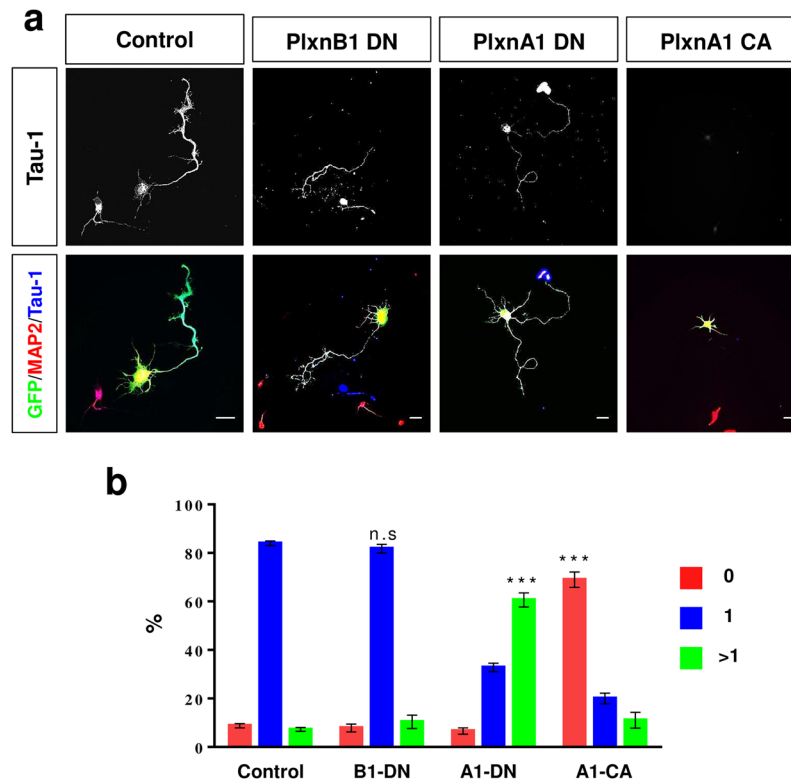 a
Control
PlxnB1 DN
PlxnA1 DN
PlxnA1 CA
Tau-1
GFP/MAP2/Tau-1
b
100
80
60
40
20
0
%
n.s
***
***
0
1
>1
Control
B1-DN
A1-DN
A1-CA